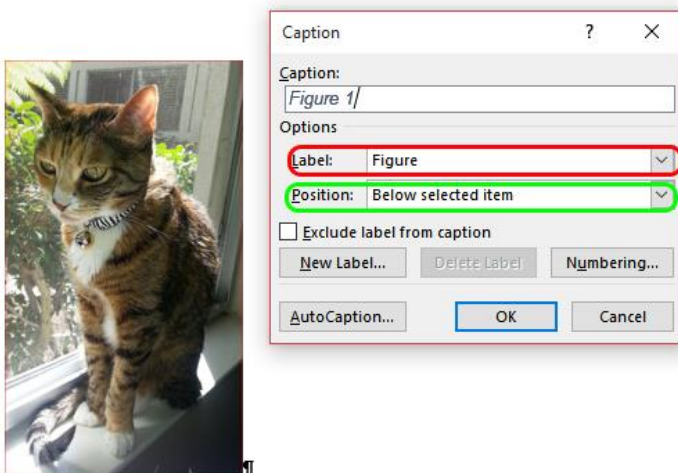 Caption ? ×
Caption:
Figure 1
Options
Label: Figure
Position: Below selected item
Exclude label from caption
New Label... Delete Label Numbering...
AutoCaption... OK Cancel
¶